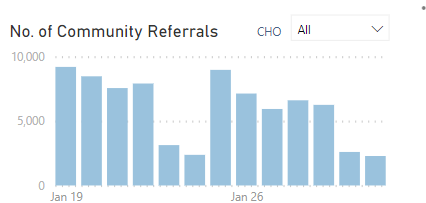 No. of Community Referrals
CHO
All
10,000
5,000
0
Jan 19
Jan 26